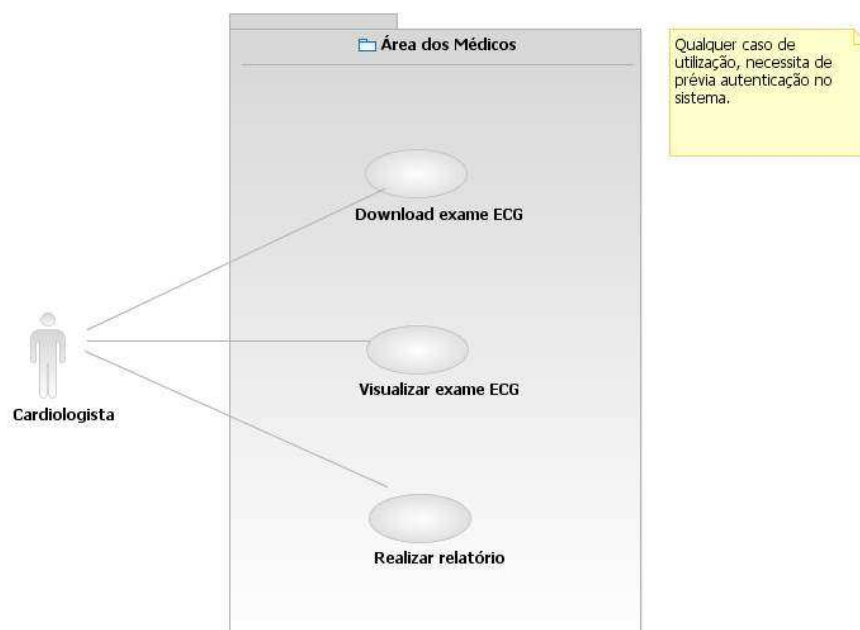 Área dos Médicos
Qualquer caso de
utilização, necessita de
prévia autenticação no
sistema.
Download exame ECG
Visualizar exame ECG
Cardiologista
Realizar relatório